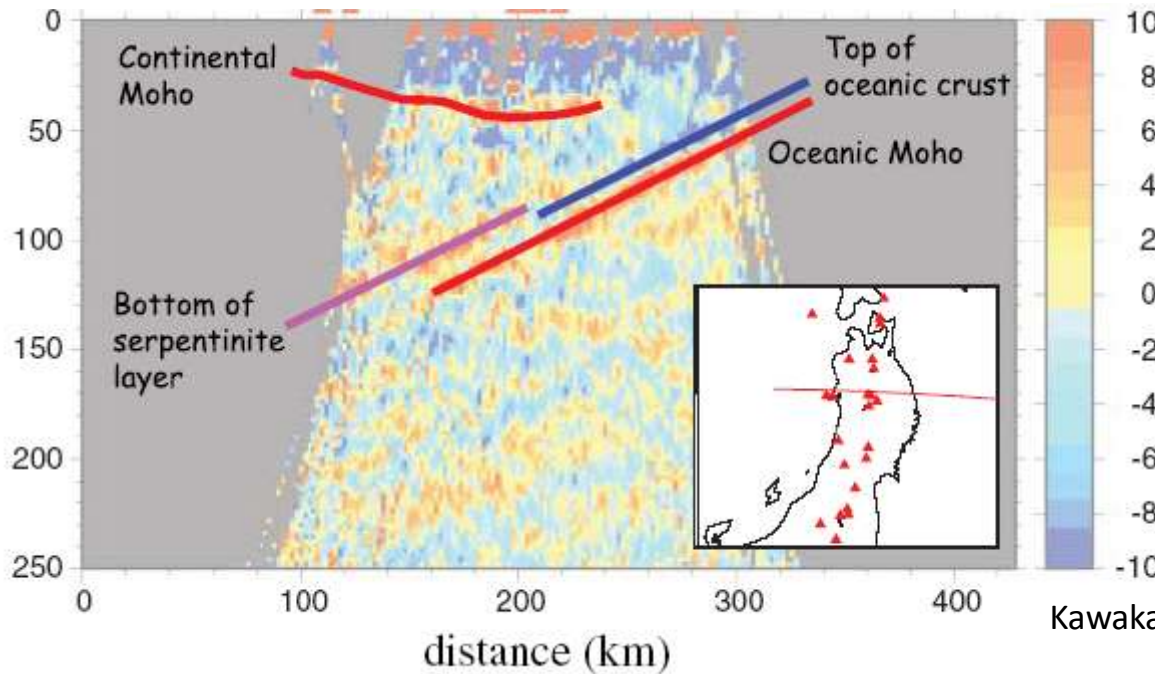 Continental
Moho
Top of
oceanic crust
Oceanic Moho
Bottom of
serpentinite
layer
0
50
100
150
200
250
0
100
200
300
400
distance (km)
10
8
6
4
2
0
-2
-4
-6
-8
-10
Kawaka